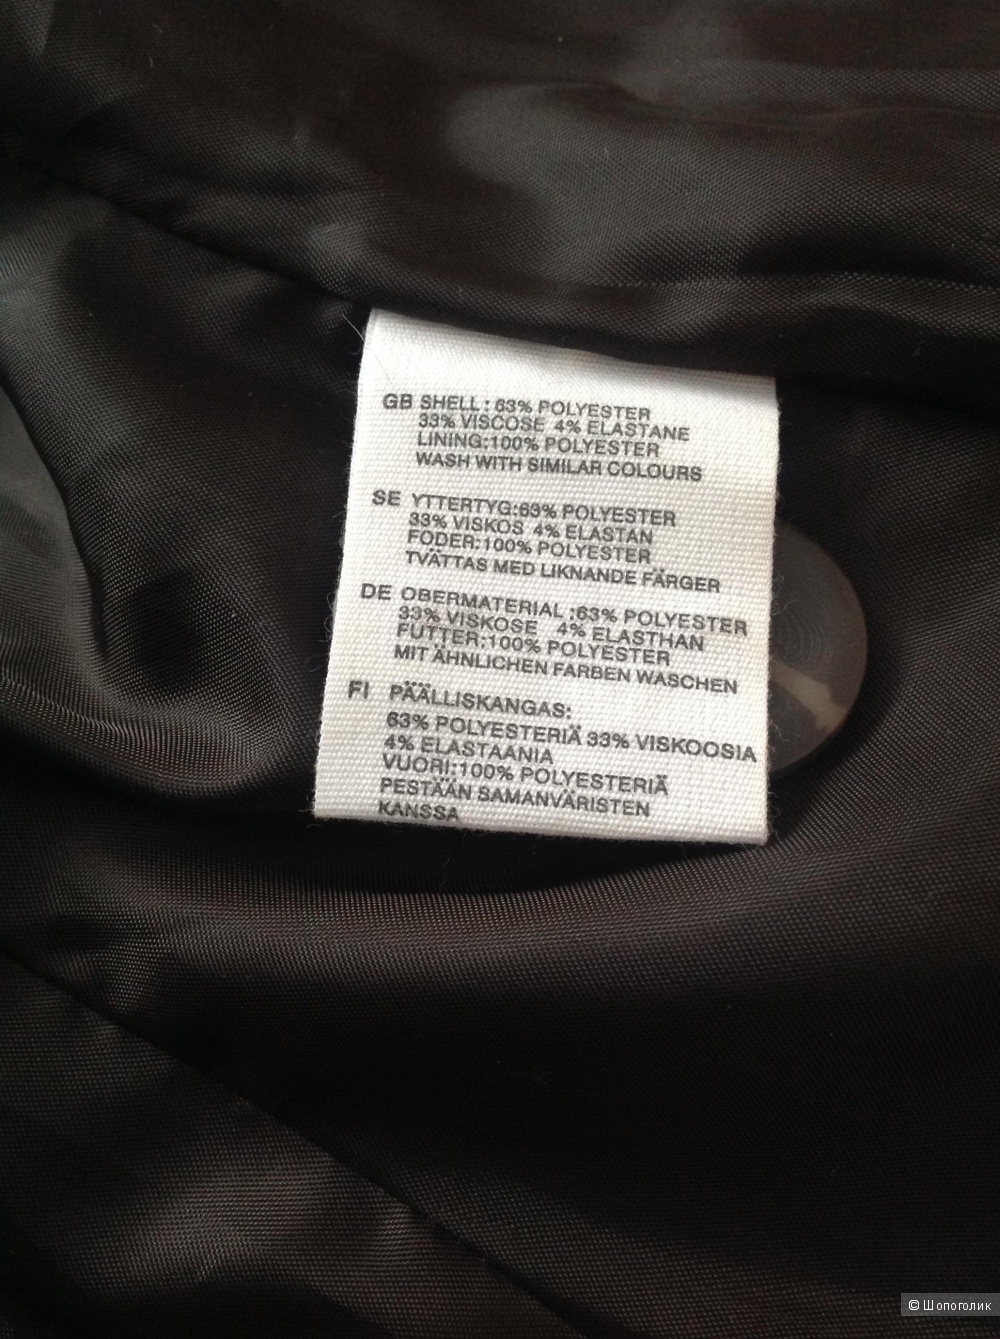 GB SHELL : 63% POLYESTER
33% VISCOSE 4% ELASTANE
LINING:100% POLYESTER
WASH WITH SIMILAR COLOURS
SE YTTERTYG:63% POLYESTER
33% VISKOS 4% ELASTAN
FODER:100% POLYESTER
TVÄTTAS MED LIKNANDE FÄRGER
DE OBERMATERIAL :63% POLYESTER
33% VISKOSE 4% ELASTHAN
FUTTER:100% POLYESTER
MIT ÄHNLICHEN FARBEN WASCHEN
FI PÄÄLLISKANGAS:
63% POLYESTERIÄ 33% VISKOOSIA
4% ELASTAANIA
VUORI:100% POLYESTERIÄ
PESTÄÄN SAMANVÄRISTEN
KANSSA
© Шопоголик